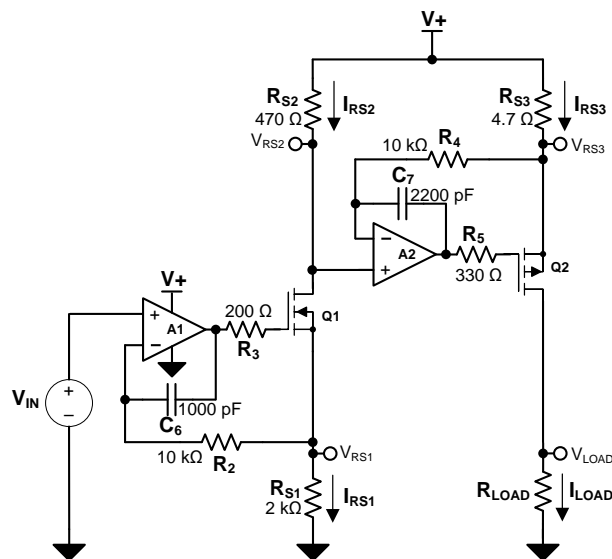 V+
RS2
470 Ω
IRS2
VRS2
RS3
4.7 Ω
IRS3
VRS3
10 kΩ
R4
C7
2200 pF
−
+
A2
R5
330 Ω
Q2
V+
+
−
A1
200 Ω
R3
Q1
VIN
+
−
C6
1000 pF
10 kΩ
R2
VRS1
RS1
2 kΩ
IRS1
VLOAD
RLOAD
ILOAD